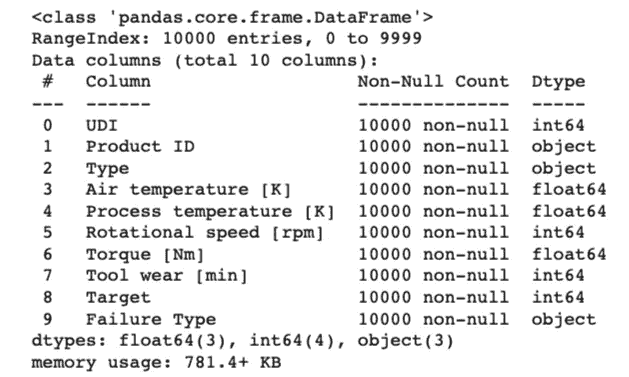 <class 'pandas.core.frame.DataFrame'>
RangeIndex: 10000 entries, 0 to 9999
Data columns (total 10 columns):
 #   Column                   Non-Null Count  Dtype
---  ------                   --------------  -----
 0   UDI                      10000 non-null  int64
 1   Product ID               10000 non-null  object
 2   Type                     10000 non-null  object
 3   Air temperature [K]      10000 non-null  float64
 4   Process temperature [K]  10000 non-null  float64
 5   Rotational speed [rpm]   10000 non-null  int64
 6   Torque [Nm]              10000 non-null  float64
 7   Tool wear [min]          10000 non-null  int64
 8   Target                   10000 non-null  int64
 9   Failure Type             10000 non-null  object
dtypes: float64(3), int64(4), object(3)
memory usage: 781.4+ KB